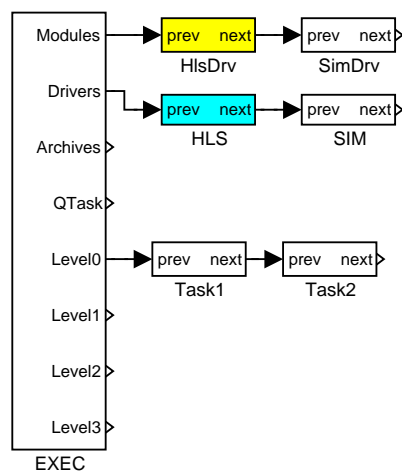 Modules prev next prev next
HlsDrv SimDrv
Drivers prev next prev next
HLS SIM
Archives
QTask
Level0 prev next prev next
Task1 Task2
Level1
Level2
Level3
EXEC